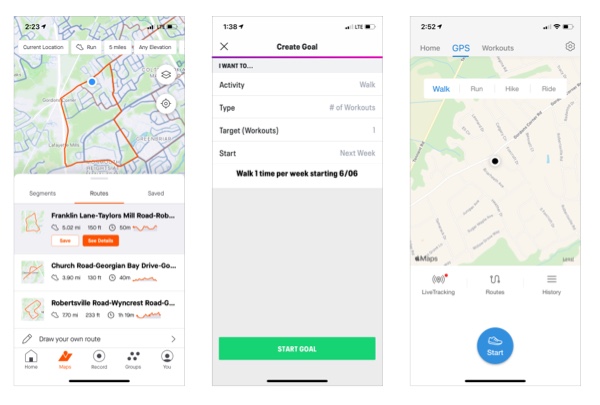 2:23
LTE
Current Location
Run
5 miles
Any Elevation
GREENBRIAR
Segments
Routes
Saved
Franklin Lane-Taylors Mill Road-Rob...
5.02 mi 150 ft 50m
Save
See Details
Church Road-Georgian Bay Drive-Go...
3.90 mi 130 ft 40m
Robertsville Road-Wyncrest Road-G...
7.70 mi 233 ft 1h 19m
Draw your own route
Home
Maps
Record
Groups
You
1:38
LTE
Create Goal
I WANT TO...
Activity
Walk
Type
# of Workouts
Target (Workouts)
1
Start
Next Week
Walk 1 time per week starting 6/06
START GOAL
2:52
Home
GPS
Workouts
Walk
Run
Hike
Ride
Maps
Legal
LiveTracking
Routes
History
Start